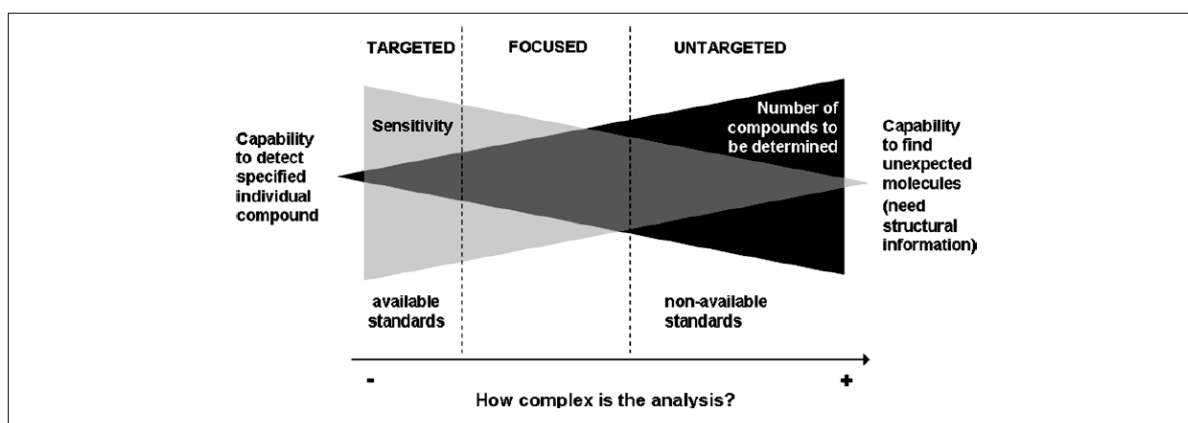 TARGETED
FOCUSED
UNTARGETED
Sensitivity
Number of
compounds to
be determined
Capability
to detect
specified
individual
compound
Capability
to find
unexpected
molecules
(need
structural
information)
available
standards
non-available
standards
-
+
How complex is the analysis?